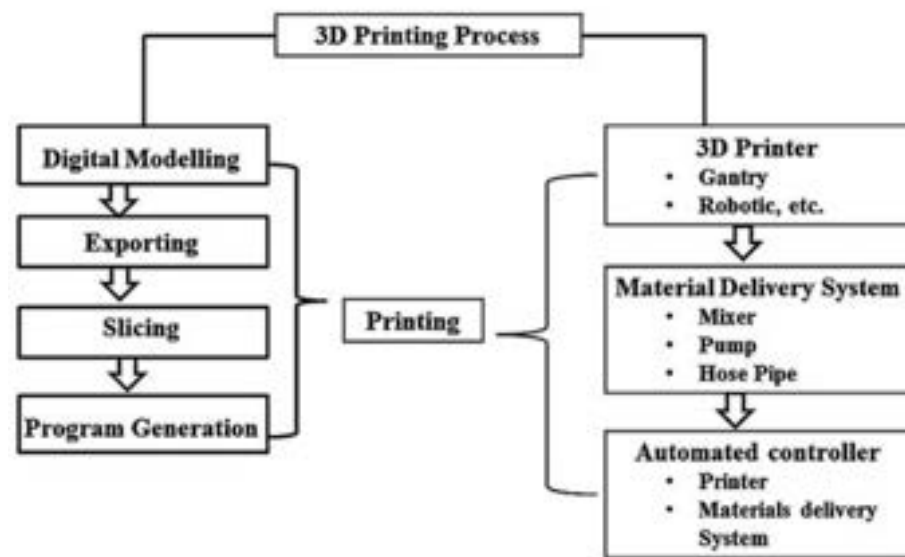 3D Printing Process
Digital Modelling
Exporting
Slicing
Program Generation
Printing
3D Printer
• Gantry
• Robotic, etc.
Material Delivery System
• Mixer
• Pump
• Hose Pipe
Automated controller
• Printer
• Materials delivery
System